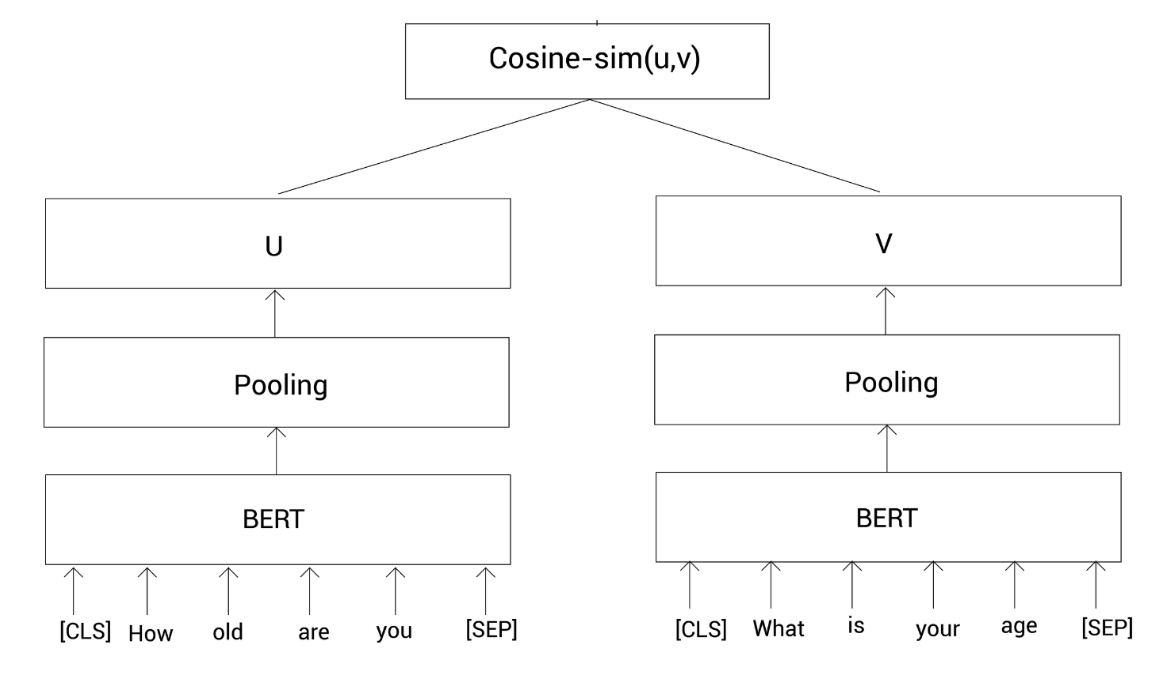 Cosine-sim(u,v)
U
V
Pooling
Pooling
BERT
BERT
[CLS] How old are you [SEP]
[CLS] What is your age [SEP]